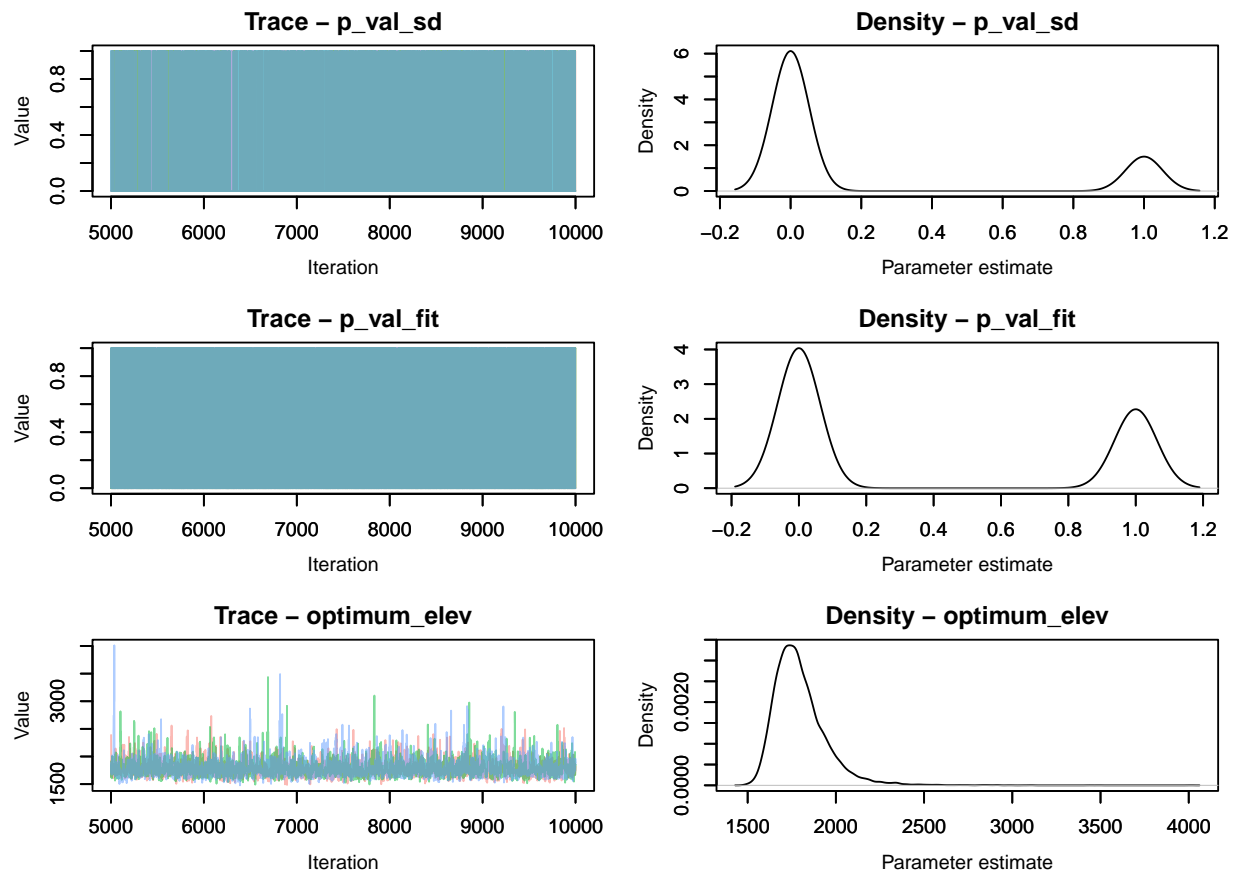 Trace – p_val_sd
Value
0.0 0.4 0.8
5000 6000 7000 8000 9000 10000
Iteration
Density – p_val_sd
Density
0 2 4 6
−0.2 0.0 0.2 0.4 0.6 0.8 1.0 1.2
Parameter estimate
Trace – p_val_fit
Value
0.0 0.4 0.8
5000 6000 7000 8000 9000 10000
Iteration
Density – p_val_fit
Density
0 1 2 3 4
−0.2 0.0 0.2 0.4 0.6 0.8 1.0 1.2
Parameter estimate
Trace – optimum_elev
Value
1500 3000
5000 6000 7000 8000 9000 10000
Iteration
Density – optimum_elev
Density
0.0000 0.0020
1500 2000 2500 3000 3500 4000
Parameter estimate